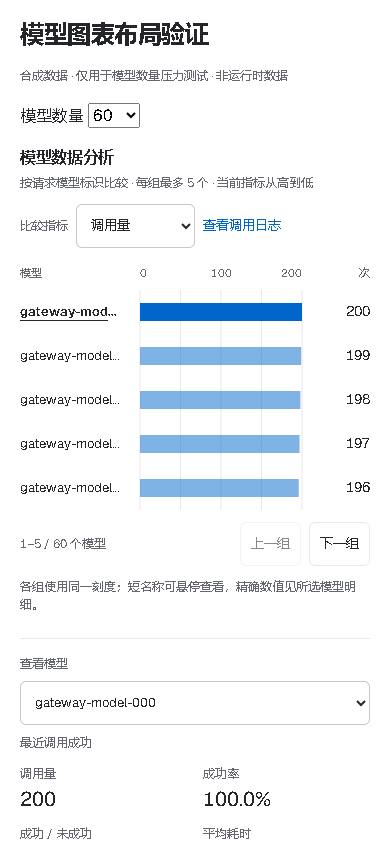 模型图表布局验证
合成数据 · 仅用于模型数量压力测试 · 非运行时数据
模型数量 60
模型数据分析
按请求模型标识比较 · 每组最多 5 个 · 当前指标从高到低
比较指标 调用量 查看调用日志
模型 0 100 200 次
gateway-mod... 200
gateway-model... 199
gateway-model... 198
gateway-model... 197
gateway-model... 196
1–5 / 60 个模型 上一组 下一组
各组使用同一刻度；短名称可悬停查看，精确数值见所选模型明
细。
查看模型
gateway-model-000
最近调用成功
调用量 成功率
200 100.0%
成功 / 未成功 平均耗时